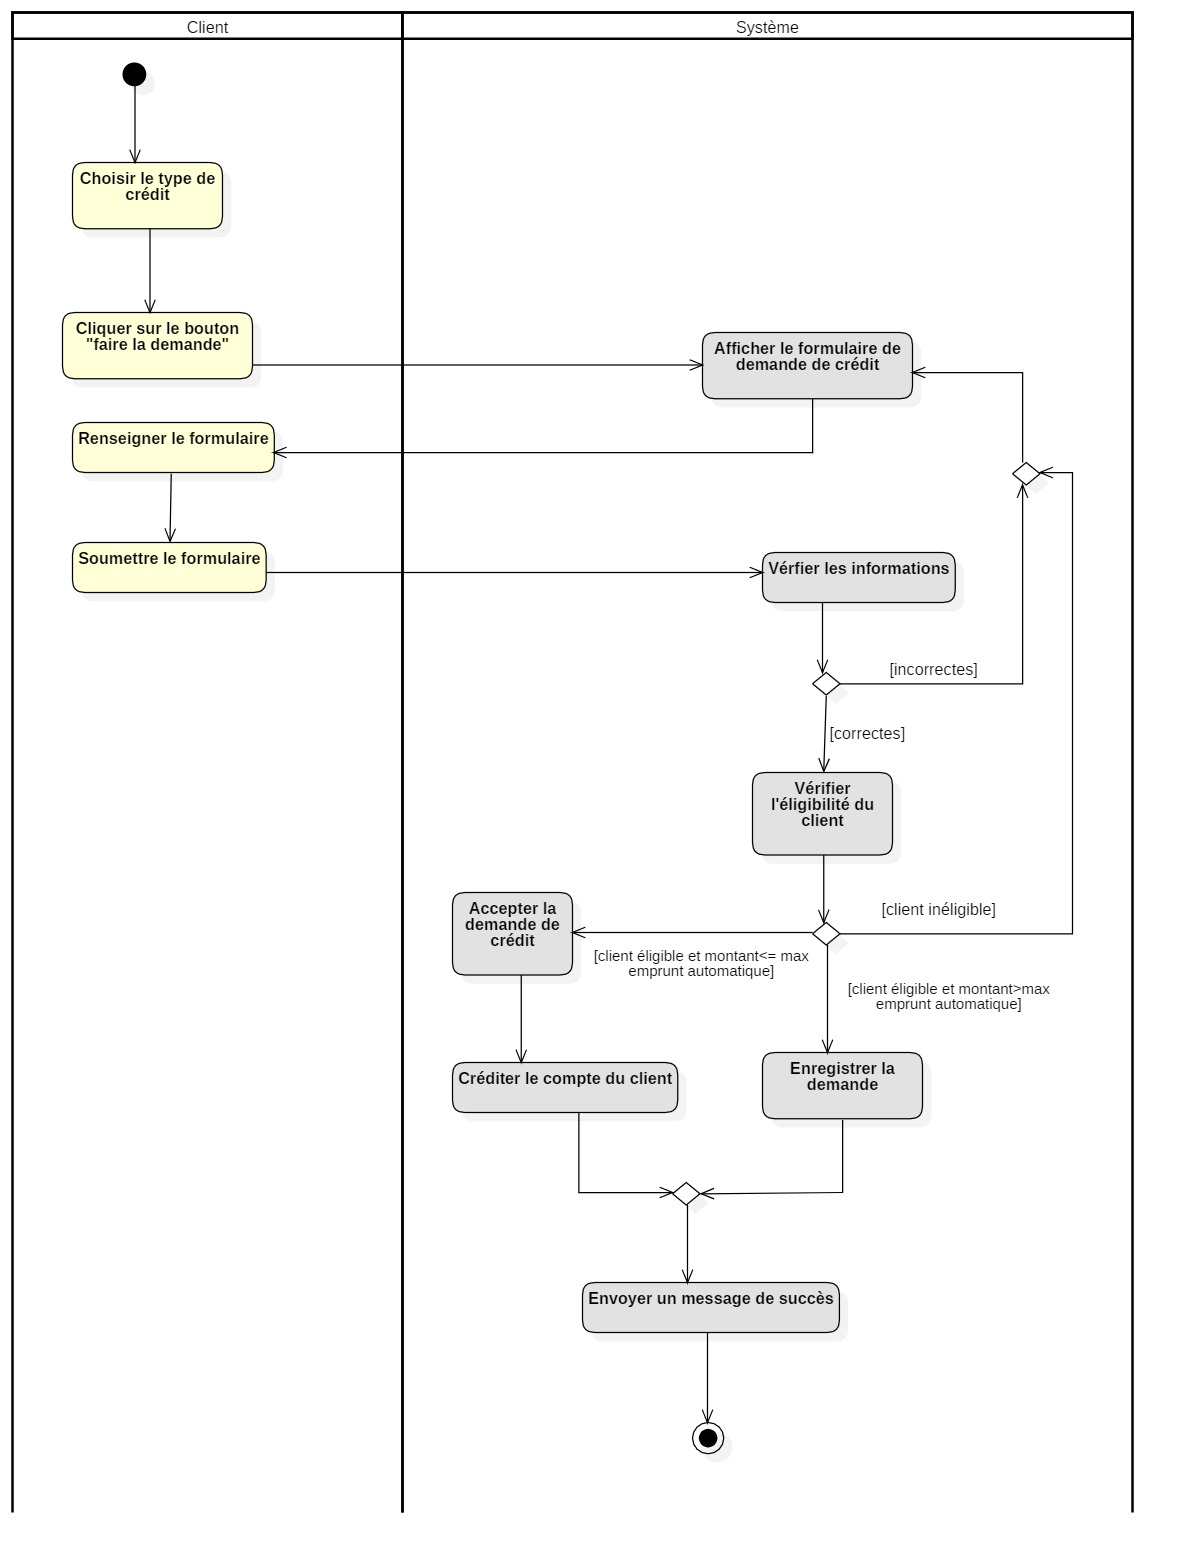 Client
Système
Choisir le type de
crédit
Cliquer sur le bouton
"faire la demande"
Afficher le formulaire de
demande de crédit
Renseigner le formulaire
Soumettre le formulaire
Vérfier les informations
[incorrectes]
[correctes]
Vérifier
l'éligibilité du
client
Accepter la
demande de
crédit
[client inéligible]
[client éligible et montant<= max
emprunt automatique]
[client éligible et montant>max
emprunt automatique]
Créditer le compte du client
Enregistrer la
demande
Envoyer un message de succès